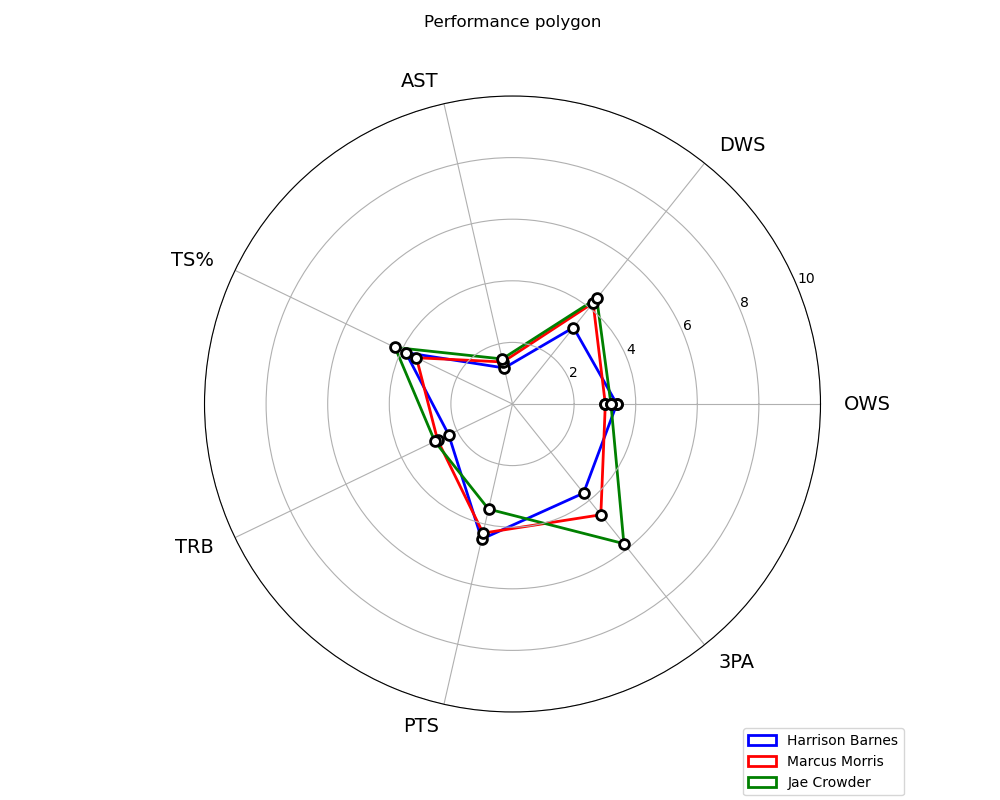 Performance polygon
AST
DWS
TS%
10
8
6
4
2
OWS
TRB
3PA
PTS
Harrison Barnes
Marcus Morris
Jae Crowder